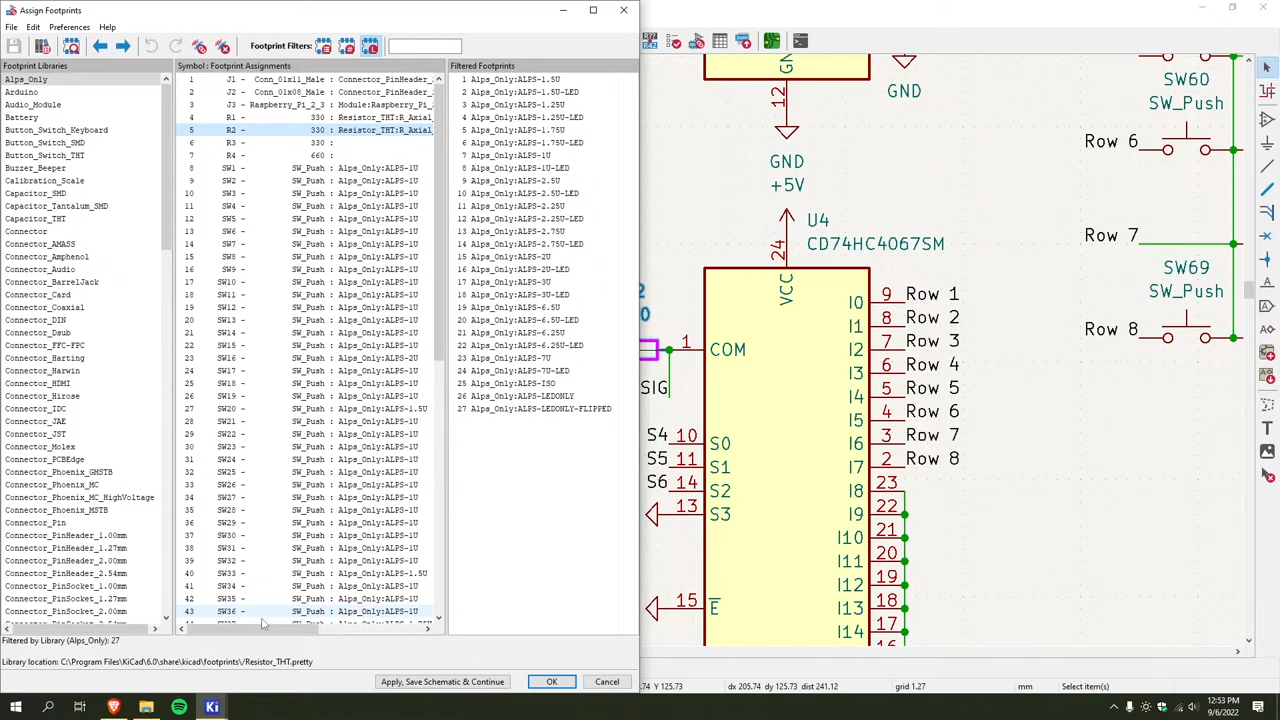 Assign Footprints
File Edit Preferences Help
Footprint Filters:
Footprint Libraries
Alps_Only
Arduino
Audio_Module
Battery
Button_Switch_Keyboard
Button_Switch_SMD
Button_Switch_THT
Buzzer_Beeper
Calibration_Scale
Capacitor_SMD
Capacitor_Tantalum_SMD
Capacitor_THT
Connector
Connector_AMASS
Connector_Amphenol
Connector_Audio
Connector_BarrelJack
Connector_Card
Connector_Coaxial
Connector_DIN
Connector_Dsub
Connector_FFC-FPC
Connector_Harting
Connector_Harwin
Connector_HDMI
Connector_Hirose
Connector_IDC
Connector_JAE
Connector_JST
Connector_Molex
Connector_PCBEdge
Connector_Phoenix_GMSTB
Connector_Phoenix_MC
Connector_Phoenix_MC_HighVoltage
Connector_Phoenix_MSTB
Connector_Pin
Connector_PinHeader_1.00mm
Connector_PinHeader_1.27mm
Connector_PinHeader_2.00mm
Connector_PinHeader_2.54mm
Connector_PinSocket_1.00mm
Connector_PinSocket_1.27mm
Connector_PinSocket_2.00mm
Symbol : Footprint Assignments
1 J1 - Conn_01x11_Male : Connector_PinHeader_
2 J2 - Conn_01x08_Male : Connector_PinHeader_
3 J3 - Raspberry_Pi_2_3 : Module:Raspberry_Pi_
4 R1 - 330 : Resistor_THT:R_Axial_
5 R2 - 330 : Resistor_THT:R_Axial_
6 R3 - 330 :
7 R4 - 660 :
8 SW1 - SW_Push : Alps_Only:ALPS-1U
9 SW2 - SW_Push : Alps_Only:ALPS-1U
10 SW3 - SW_Push : Alps_Only:ALPS-1U
11 SW4 - SW_Push : Alps_Only:ALPS-1U
12 SW5 - SW_Push : Alps_Only:ALPS-1U
13 SW6 - SW_Push : Alps_Only:ALPS-1U
14 SW7 - SW_Push : Alps_Only:ALPS-1U
15 SW8 - SW_Push : Alps_Only:ALPS-1U
16 SW9 - SW_Push : Alps_Only:ALPS-1U
17 SW10 - SW_Push : Alps_Only:ALPS-1U
18 SW11 - SW_Push : Alps_Only:ALPS-1U
19 SW12 - SW_Push : Alps_Only:ALPS-1U
20 SW13 - SW_Push : Alps_Only:ALPS-1U
21 SW14 - SW_Push : Alps_Only:ALPS-1U
22 SW15 - SW_Push : Alps_Only:ALPS-1U
23 SW16 - SW_Push : Alps_Only:ALPS-1U
24 SW17 - SW_Push : Alps_Only:ALPS-1U
25 SW18 - SW_Push : Alps_Only:ALPS-1U
26 SW19 - SW_Push : Alps_Only:ALPS-1U
27 SW20 - SW_Push : Alps_Only:ALPS-1.5U
28 SW21 - SW_Push : Alps_Only:ALPS-1U
29 SW22 - SW_Push : Alps_Only:ALPS-1U
30 SW23 - SW_Push : Alps_Only:ALPS-1U
31 SW24 - SW_Push : Alps_Only:ALPS-1U
32 SW25 - SW_Push : Alps_Only:ALPS-1U
33 SW26 - SW_Push : Alps_Only:ALPS-1U
34 SW27 - SW_Push : Alps_Only:ALPS-1U
35 SW28 - SW_Push : Alps_Only:ALPS-1U
36 SW29 - SW_Push : Alps_Only:ALPS-1U
37 SW30 - SW_Push : Alps_Only:ALPS-1U
38 SW31 - SW_Push : Alps_Only:ALPS-1U
39 SW32 - SW_Push : Alps_Only:ALPS-1U
40 SW33 - SW_Push : Alps_Only:ALPS-1.5U
41 SW34 - SW_Push : Alps_Only:ALPS-1U
42 SW35 - SW_Push : Alps_Only:ALPS-1U
43 SW36 - SW_Push : Alps_Only:ALPS-1U
Filtered Footprints
1 Alps_Only:ALPS-1.5U
2 Alps_Only:ALPS-1.5U-LED
3 Alps_Only:ALPS-1.25U
4 Alps_Only:ALPS-1.25U-LED
5 Alps_Only:ALPS-1.75U
6 Alps_Only:ALPS-1.75U-LED
7 Alps_Only:ALPS-1U
8 Alps_Only:ALPS-1U-LED
9 Alps_Only:ALPS-2.5U
10 Alps_Only:ALPS-2.5U-LED
11 Alps_Only:ALPS-2.25U
12 Alps_Only:ALPS-2.25U-LED
13 Alps_Only:ALPS-2.75U
14 Alps_Only:ALPS-2.75U-LED
15 Alps_Only:ALPS-2U
16 Alps_Only:ALPS-2U-LED
17 Alps_Only:ALPS-3U
18 Alps_Only:ALPS-3U-LED
19 Alps_Only:ALPS-6.5U
20 Alps_Only:ALPS-6.5U-LED
21 Alps_Only:ALPS-6.25U
22 Alps_Only:ALPS-6.25U-LED
23 Alps_Only:ALPS-7U
24 Alps_Only:ALPS-7U-LED
25 Alps_Only:ALPS-ISO
26 Alps_Only:ALPS-LEDONLY
27 Alps_Only:ALPS-LEDONLY-FLIPPED
Filtered by Library (Alps_Only): 27
Library location: C:\Program Files\KiCad\6.0\share\kicad\footprints\/Resistor_THT.pretty
Apply, Save Schematic & Continue OK Cancel
GND
12
GND
GND
+5V
24
VCC
U4
CD74HC4067SM
1 COM
SIG
S4 10 S0
S5 11 S1
S6 14 S2
13 S3
15 E
I0 9 Row 1
I1 8 Row 2
I2 7 Row 3
I3 6 Row 4
I4 5 Row 5
I5 4 Row 6
I6 3 Row 7
I7 2 Row 8
I8 23
I9 22
I10 21
I11 20
I12 19
I13 18
I14 17
16
SW60
SW_Push
Row 6
Row 7
SW69
SW_Push
Row 8
5.74 Y 125.73 dx 205.74 dy 125.73 dist 241.12 grid 1.27 mm Select item(s)
12:53 PM
9/6/2022